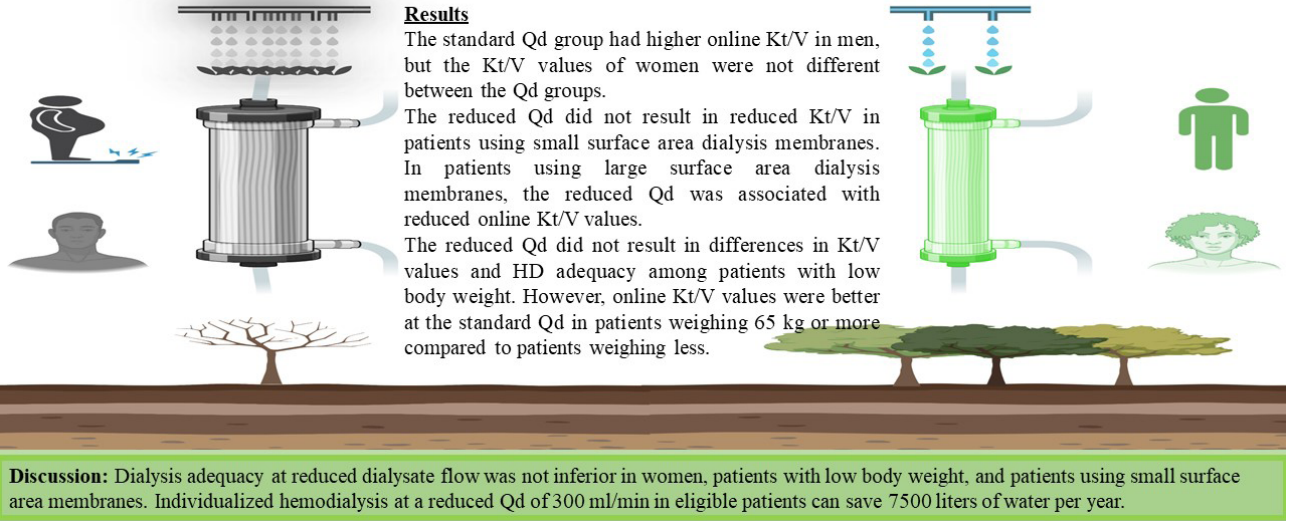 Results
The standard Qd group had higher online Kt/V in men,
but the Kt/V values of women were not different
between the Qd groups.
The reduced Qd did not result in reduced Kt/V in
patients using small surface area dialysis membranes.
In patients using large surface area dialysis
membranes, the reduced Qd was associated with
reduced online Kt/V values.
The reduced Qd did not result in differences in Kt/V
values and HD adequacy among patients with low
body weight. However, online Kt/V values were better
at the standard Qd in patients weighing 65 kg or more
compared to patients weighing less.
Discussion: Dialysis adequacy at reduced dialysate flow was not inferior in women, patients with low body weight, and patients using small surface
area membranes. Individualized hemodialysis at a reduced Qd of 300 ml/min in eligible patients can save 7500 liters of water per year.